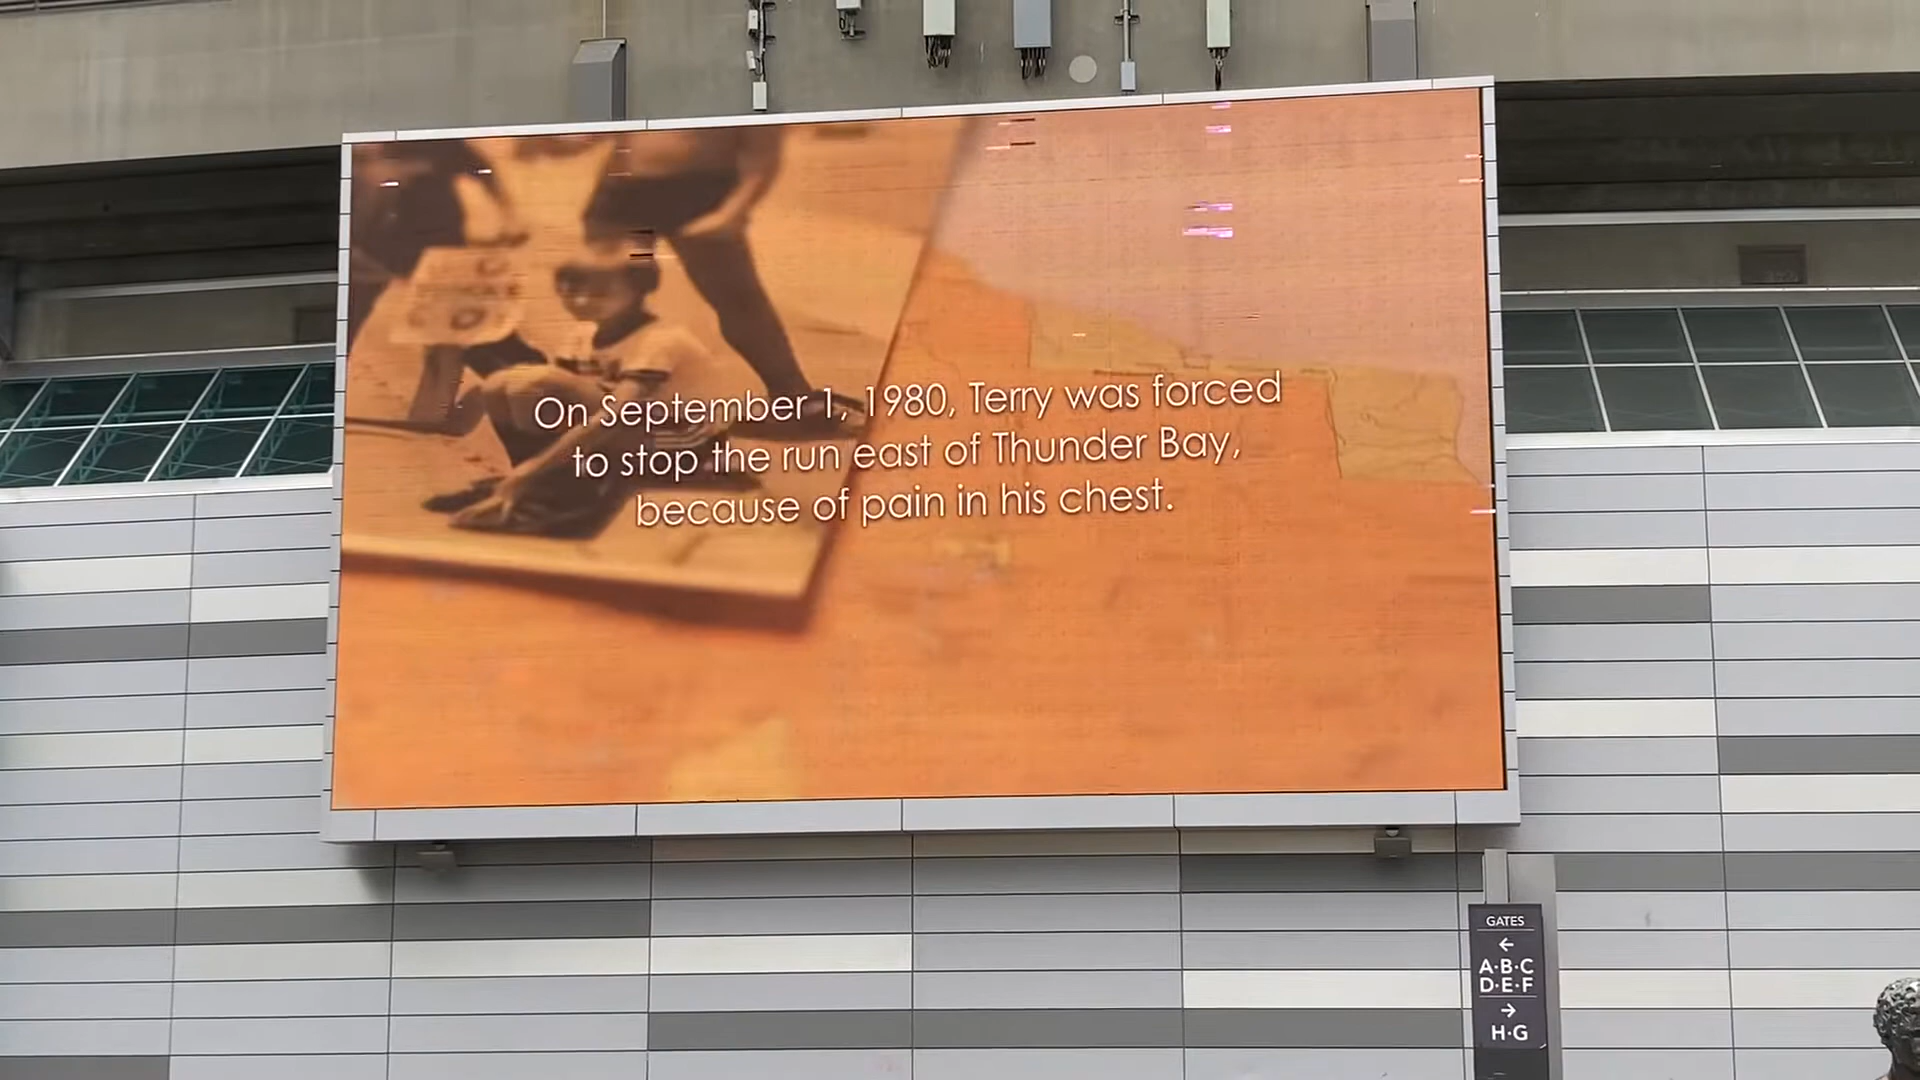 On September 1, 1980, Terry was forced
to stop the run east of Thunder Bay,
because of pain in his chest.
GATES
←
A·B·C
D·E·F
→
H·G